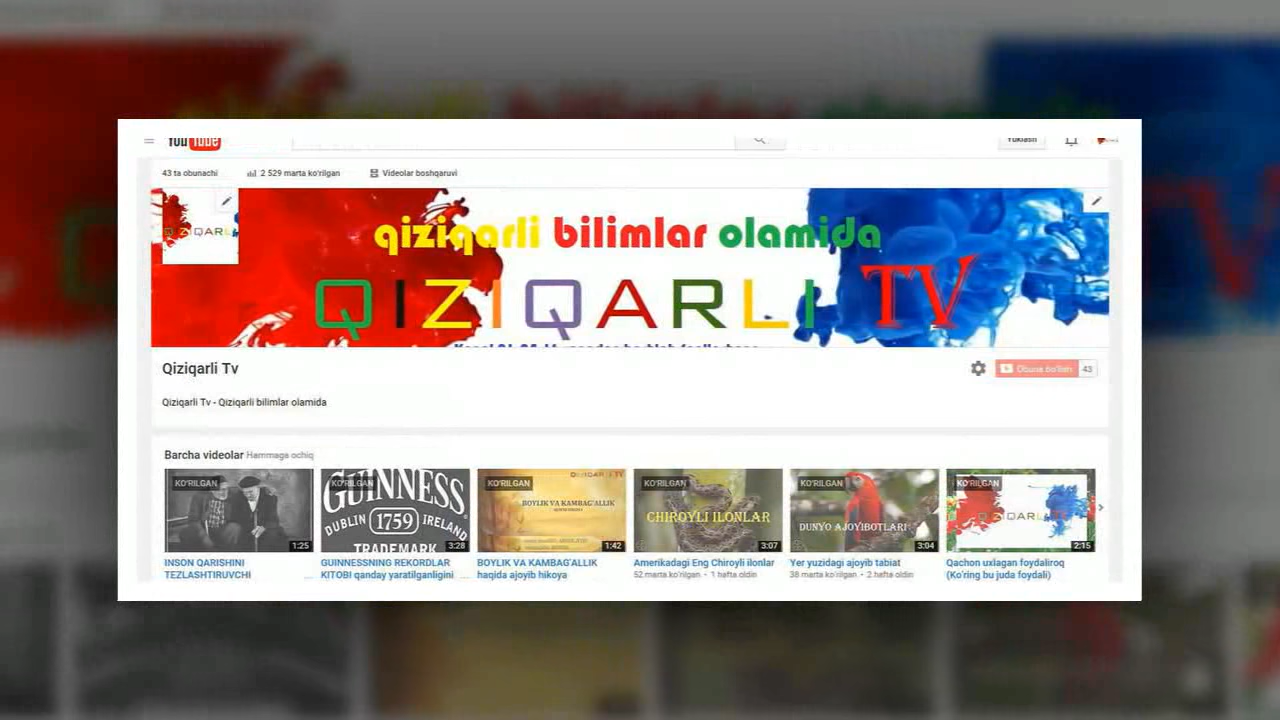 You Tube
Yuklash
43 ta obunachi
2 529 marta ko'rilgan
Videolar boshqaruvi
QIZIQARLI
qiziqarli bilimlar olamida
QIZIQARLI TV
Qiziqarli Tv
Obuna bo'lish 43
Qiziqarli Tv - Qiziqarli bilimlar olamida
Barcha videolar Hammaga ochiq
KO'RILGAN
1:25
INSON QARISHINI
TEZLASHTIRUVCHI
KO'RILGAN
GUINNESS
DUBLIN 1759 IRELAND
TRADEMARK
3:28
GUINNESSNING REKORDLAR
KITOBI qanday yaratilganligini
KO'RILGAN
QIZIQARLI TV
BOYLIK VA KAMBAG'ALLIK
1:42
BOYLIK VA KAMBAG'ALLIK
haqida ajoyib hikoya
KO'RILGAN
CHIROYLI ILONLAR
3:07
Amerikadagi Eng Chiroyli ilonlar
52 marta ko'rilgan • 1 hafta oldin
KO'RILGAN
DUNYO AJOYIBOTLARI
3:04
Yer yuzidagi ajoyib tabiat
38 marta ko'rilgan • 2 hafta oldin
KO'RILGAN
QIZIQARLI TV
2:15
Qachon uxlagan foydaliroq
(Ko'ring bu juda foydali)